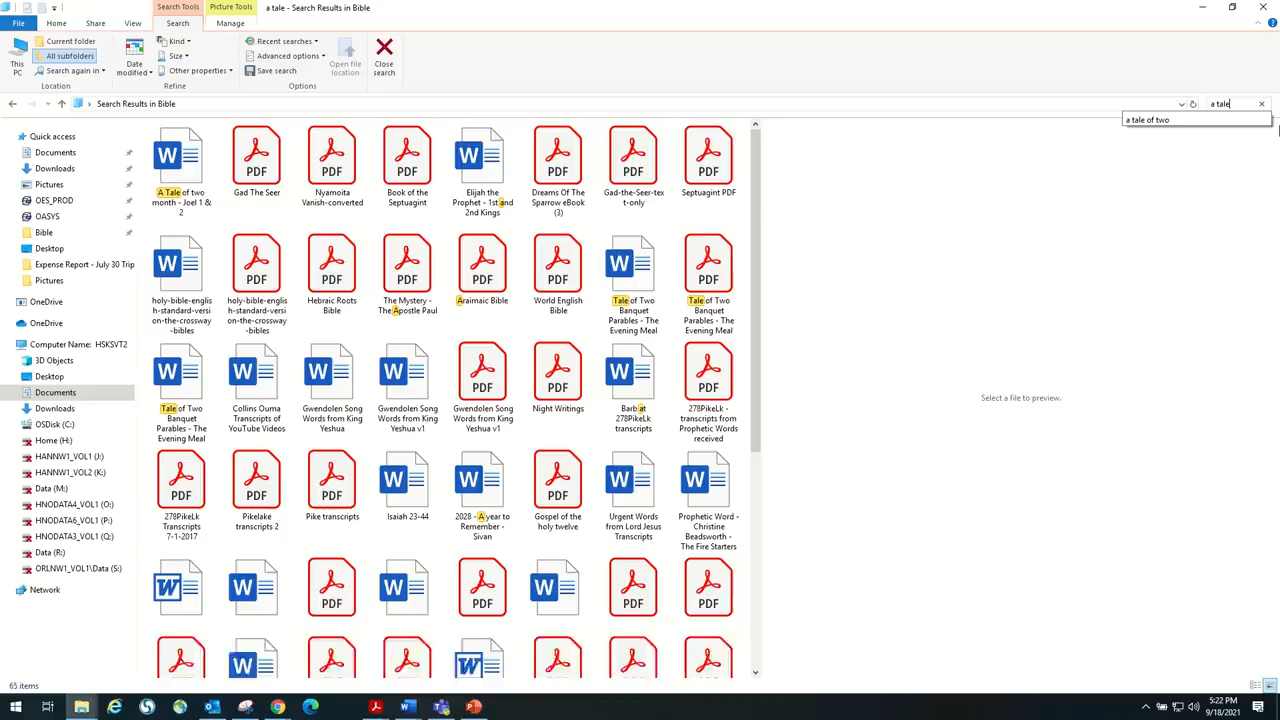 Search Tools
Picture Tools
a tale - Search Results in Bible
File
Home
Share
View
Search
Manage
This PC
Current folder
All subfolders
Search again in
Location
Date modified
Kind
Size
Other properties
Refine
Recent searches
Advanced options
Save search
Options
Open file location
Close search
Search Results in Bible
a tale
a tale of two
Quick access
Documents
Downloads
Pictures
OES_PROD
OASYS
Bible
Desktop
Expense Report - July 30 Trip
Pictures
OneDrive
OneDrive
Computer Name: HSKSVT2
3D Objects
Desktop
Documents
Downloads
OSDisk (C:)
Home (H:)
HANNW1_VOL1 (J:)
HANNW1_VOL2 (K:)
Data (M:)
HNODATA4_VOL1 (O:)
HNODATA6_VOL1 (P:)
HNODATA3_VOL1 (Q:)
Data (R:)
ORLNW1_VOL1\Data (S:)
Network
A Tale of two month - Joel 1 & 2
Gad The Seer
Nyamoita Vanish-converted
Book of the Septuagint
Elijah the Prophet - 1st and 2nd Kings
Dreams Of The Sparrow eBook (3)
Gad-the-Seer-text-only
Septuagint PDF
holy-bible-english-standard-version-the-crossway-bibles
holy-bible-english-standard-version-the-crossway-bibles
Hebraic Roots Bible
The Mystery - The Apostle Paul
Araimaic Bible
World English Bible
Tale of Two Banquet Parables - The Evening Meal
Tale of Two Banquet Parables - The Evening Meal
Tale of Two Banquet Parables - The Evening Meal
Collins Ouma Transcripts of YouTube Videos
Gwendolen Song Words from King Yeshua
Gwendolen Song Words from King Yeshua v1
Gwendolen Song Words from King Yeshua v1
Night Writings
Barb at 278PikeLk transcripts
278PikeLk - transcripts from Prophetic Words received
278PikeLk Transcripts 7-1-2017
Pikelake transcripts 2
Pike transcripts
Isaiah 23-44
2028 - A year to Remember - Sivan
Gospel of the holy twelve
Urgent Words from Lord Jesus Transcripts
Prophetic Word - Christine Beadsworth - The Fire Starters
Select a file to preview.
65 items
5:22 PM
9/18/2021